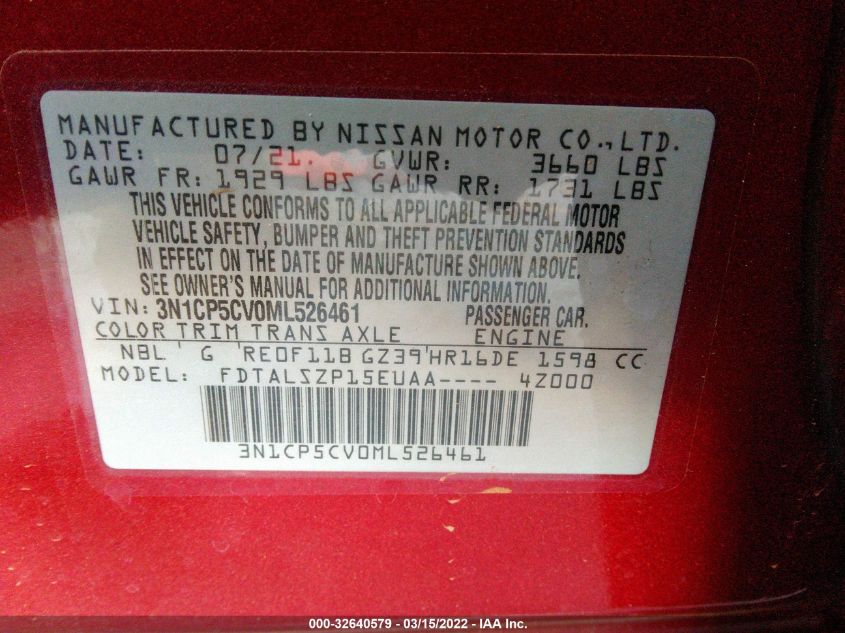 MANUFACTURED BY NISSAN MOTOR CO., LTD.
DATE: 07/21. GVWR: 3660 LBS
GAWR FR: 1929 LBS GAWR RR: 1731 LBS
THIS VEHICLE CONFORMS TO ALL APPLICABLE FEDERAL MOTOR
VEHICLE SAFETY, BUMPER AND THEFT PREVENTION STANDARDS
IN EFFECT ON THE DATE OF MANUFACTURE SHOWN ABOVE.
SEE OWNER'S MANUAL FOR ADDITIONAL INFORMATION.
VIN: 3N1CP5CV0ML526461 PASSENGER CAR.
COLOR TRIM TRANS AXLE ENGINE
NBL G RE0F11B GZ39 HR16DE 1598 CC
MODEL: FDTALSZP15EUAA---- 4Z000
3N1CP5CV0ML526461
000-32640579 - 03/15/2022 - IAA Inc.